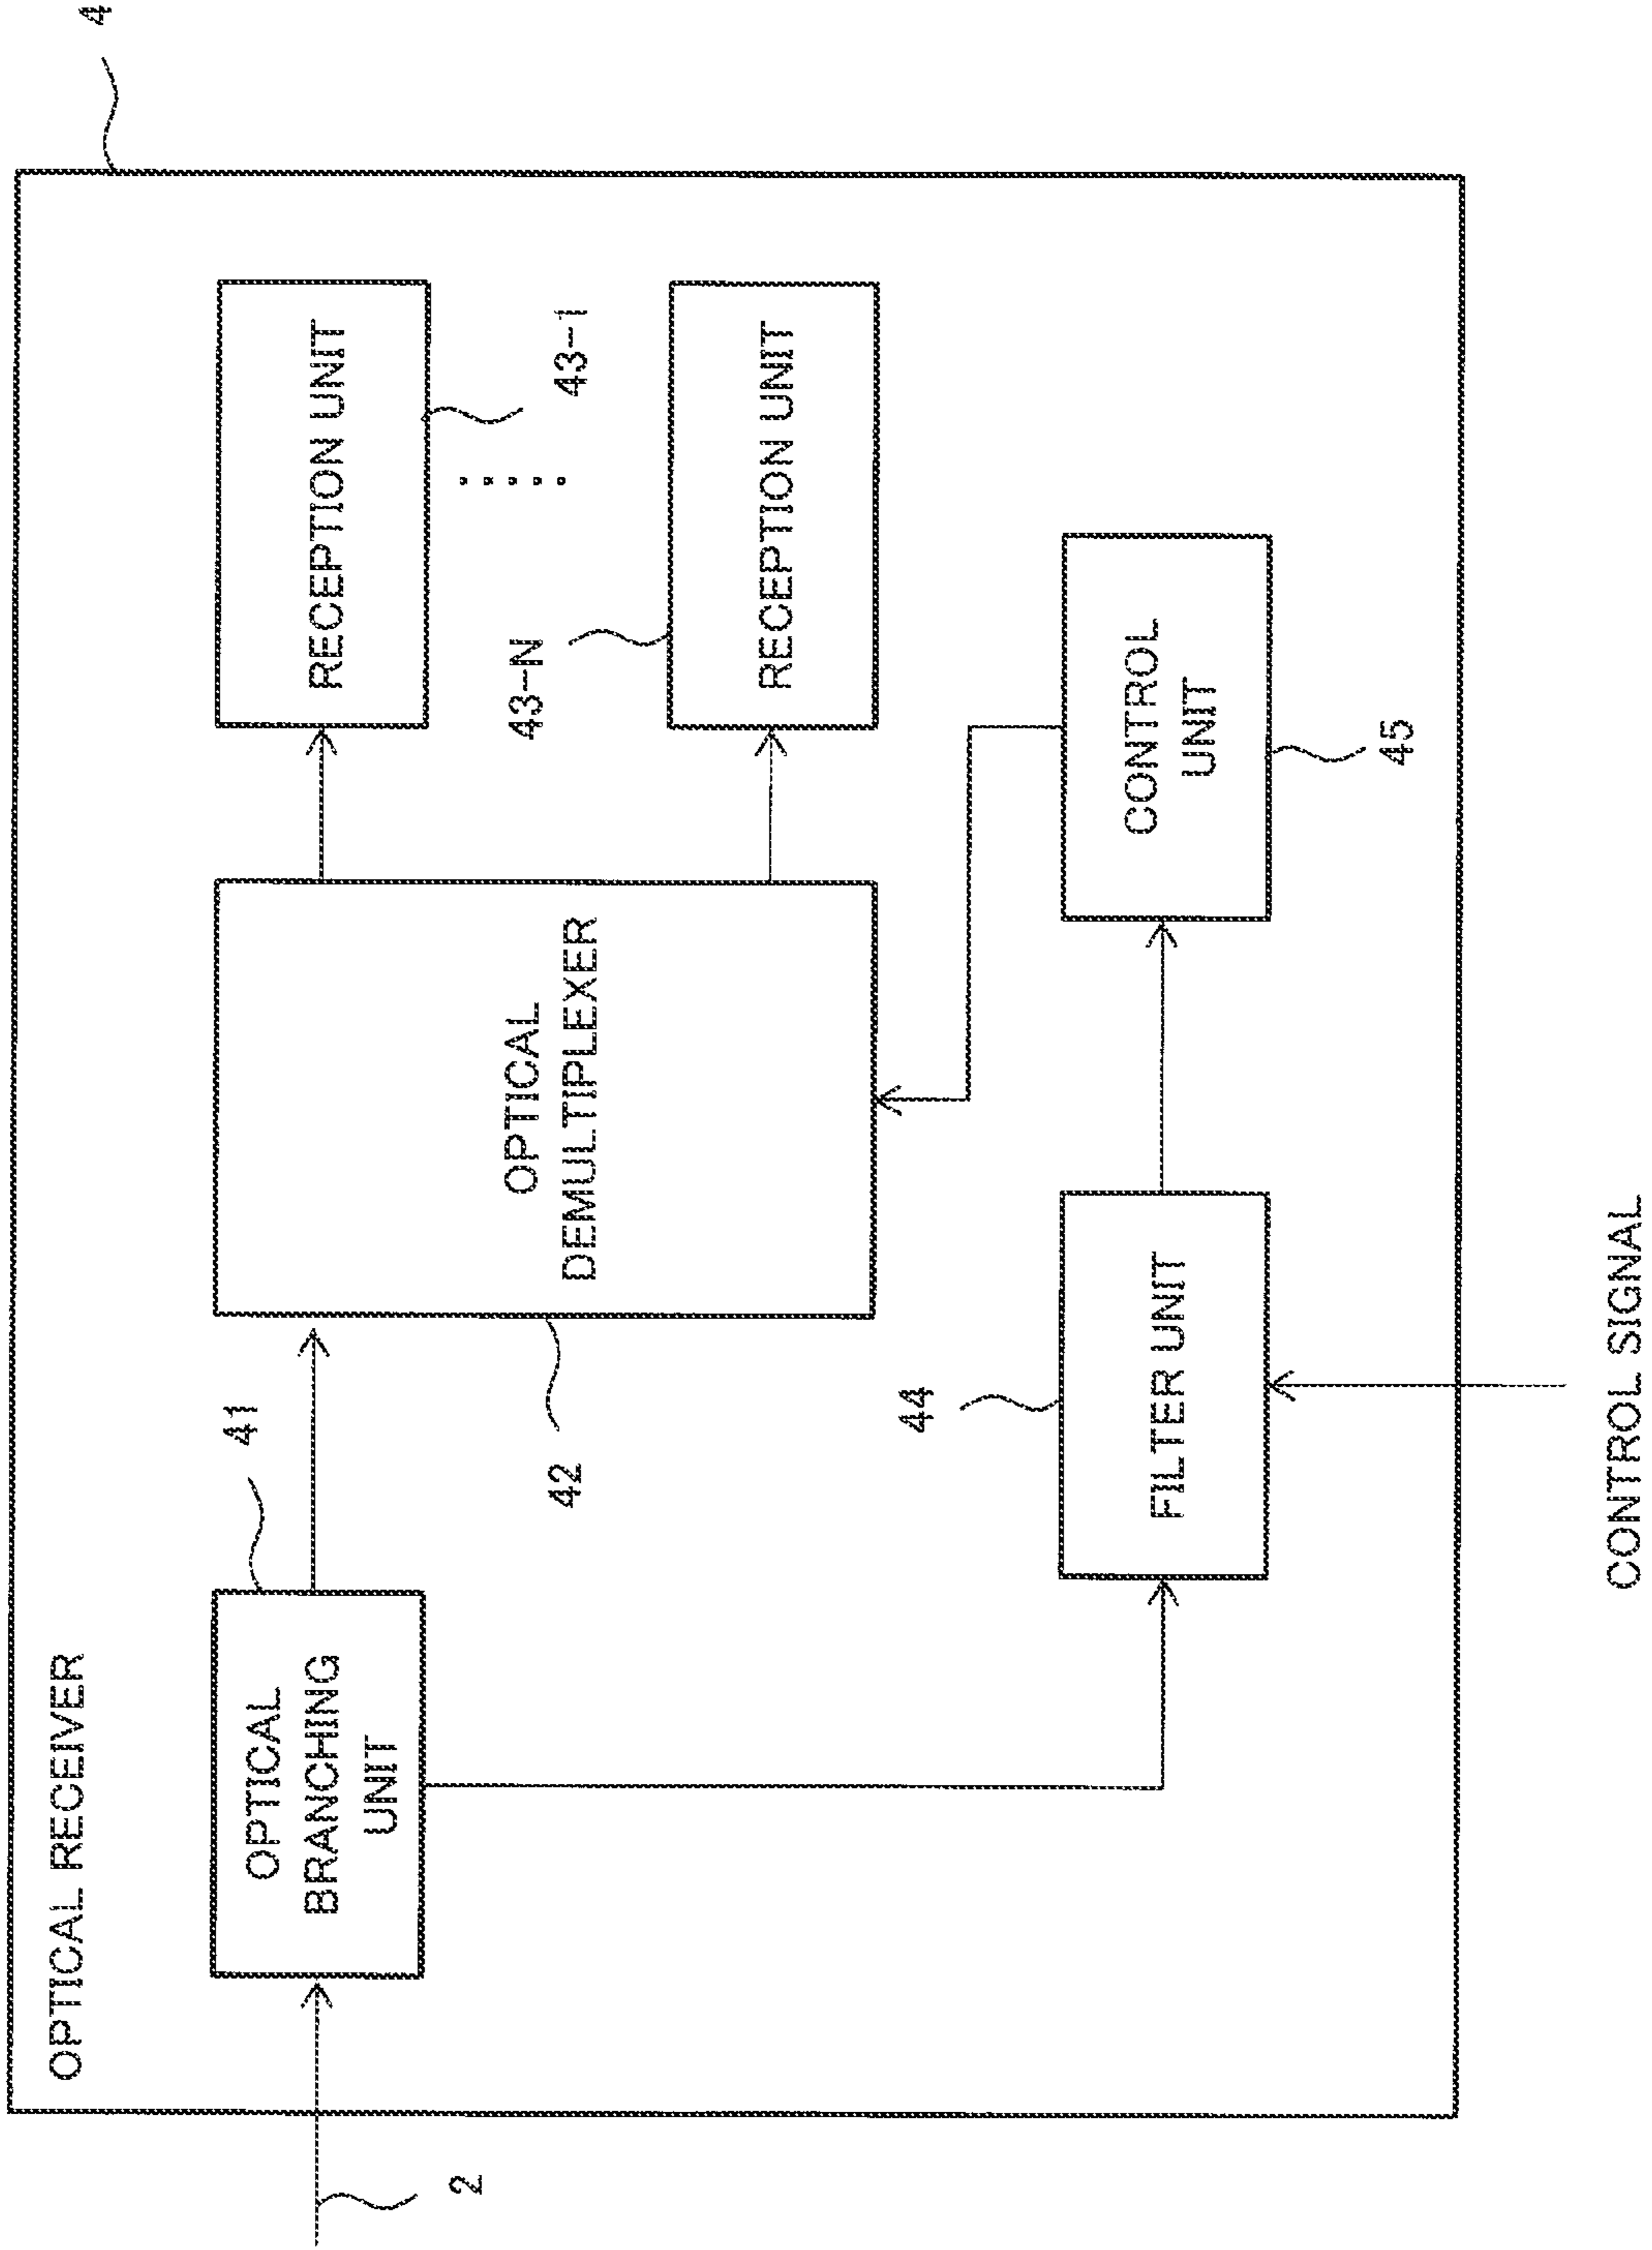 4
OPTICAL RECEIVER
2
OPTICAL
BRANCHING
UNIT
41
OPTICAL
DEMULTIPLEXER
42
RECEPTION UNIT
43-1
43-N
RECEPTION UNIT
44
FILTER UNIT
CONTROL
UNIT
45
CONTROL SIGNAL